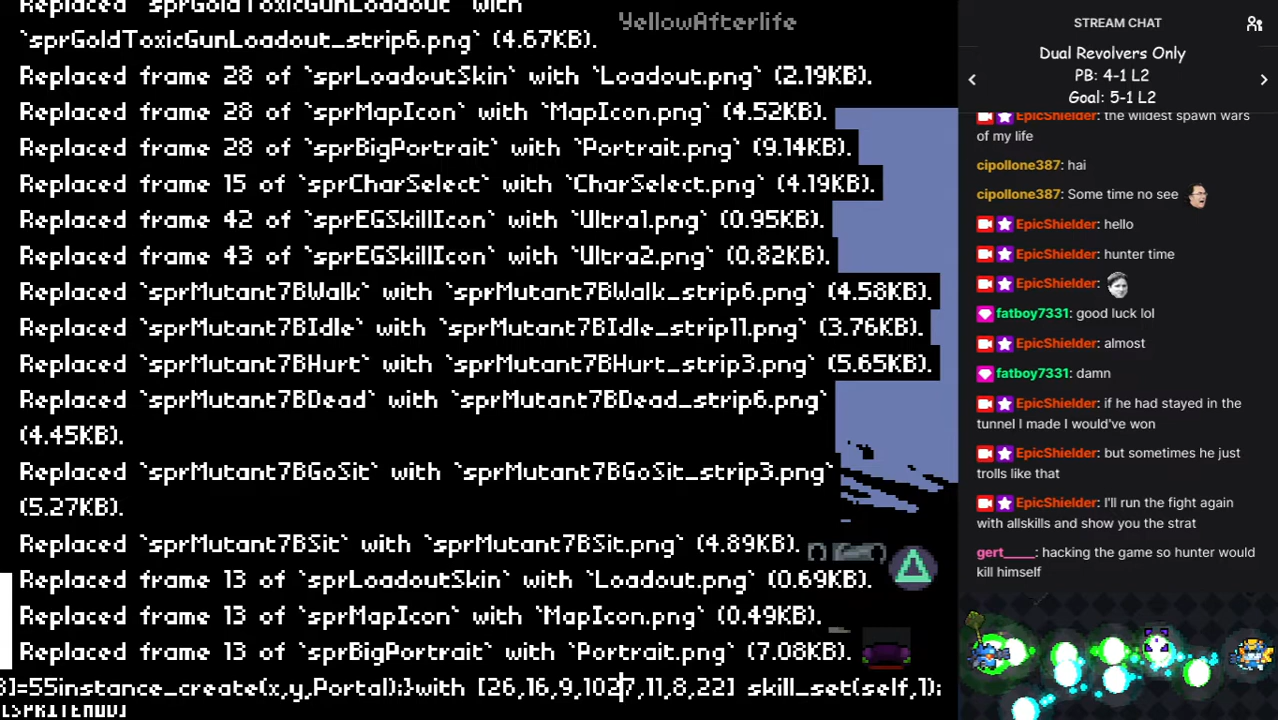 Replaced `sprGoldToxicGunLoadout` with
YellowAfterlife
`sprGoldToxicGunLoadout_strip6.png` (4.67KB).
Replaced frame 28 of `sprLoadoutSkin` with `Loadout.png` (2.19KB).
Replaced frame 28 of `sprMapIcon` with `MapIcon.png` (4.52KB).
Replaced frame 28 of `sprBigPortrait` with `Portrait.png` (9.14KB).
Replaced frame 15 of `sprCharSelect` with `CharSelect.png` (4.19KB).
Replaced frame 42 of `sprEGSkillIcon` with `Ultra1.png` (0.95KB).
Replaced frame 43 of `sprEGSkillIcon` with `Ultra2.png` (0.82KB).
Replaced `sprMutant7BWalk` with `sprMutant7BWalk_strip6.png` (4.58KB).
Replaced `sprMutant7BIdle` with `sprMutant7BIdle_strip11.png` (3.76KB).
Replaced `sprMutant7BHurt` with `sprMutant7BHurt_strip3.png` (5.65KB).
Replaced `sprMutant7BDead` with `sprMutant7BDead_strip6.png`
(4.45KB).
Replaced `sprMutant7BGoSit` with `sprMutant7BGoSit_strip3.png`
(5.27KB).
Replaced `sprMutant7BSit` with `sprMutant7BSit.png` (4.89KB).
Replaced frame 13 of `sprLoadoutSkin` with `Loadout.png` (0.69KB).
Replaced frame 13 of `sprMapIcon` with `MapIcon.png` (0.49KB).
Replaced frame 13 of `sprBigPortrait` with `Portrait.png` (7.08KB).
3]=55instance_create(x,y,Portal);}with [26,16,9,1027,11,8,22] skill_set(self,1);
[SPRITEHUD]
STREAM CHAT
Dual Revolvers Only
PB: 4-1 L2
Goal: 5-1 L2
EpicShielder: the wildest spawn wars
of my life
cipollone387: hai
cipollone387: Some time no see
EpicShielder: hello
EpicShielder: hunter time
EpicShielder:
fatboy7331: good luck lol
EpicShielder: almost
fatboy7331: damn
EpicShielder: if he had stayed in the
tunnel I made I would've won
EpicShielder: but sometimes he just
trolls like that
EpicShielder: I'll run the fight again
with allskills and show you the strat
gert____: hacking the game so hunter would
kill himself